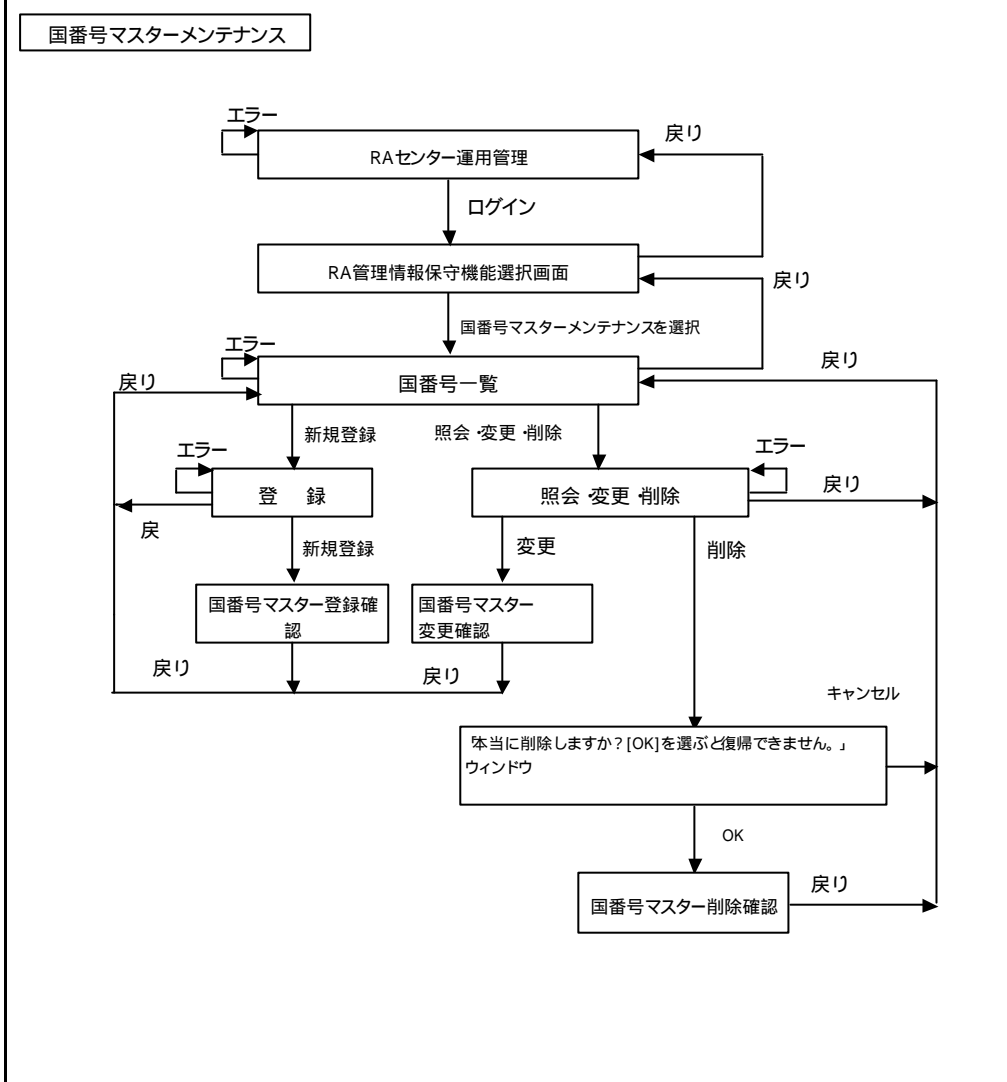 国番号マスターメンテナンス
エラー
戻り
RAセンター運用管理
ログイン
RA管理情報保守機能選択画面
戻り
国番号マスターメンテナンスを選択
エラー
戻り
戻り
国番号一覧
新規登録
照会・変更・削除
エラー
エラー
登　録
照会・変更・削除
戻り
戻
新規登録
変更
削除
国番号マスター登録確
認
国番号マスター
変更確認
戻り
戻り
キャンセル
「本当に削除しますか?[OK]を選ぶと復帰できません。」
ウィンドウ
OK
戻り
国番号マスター削除確認